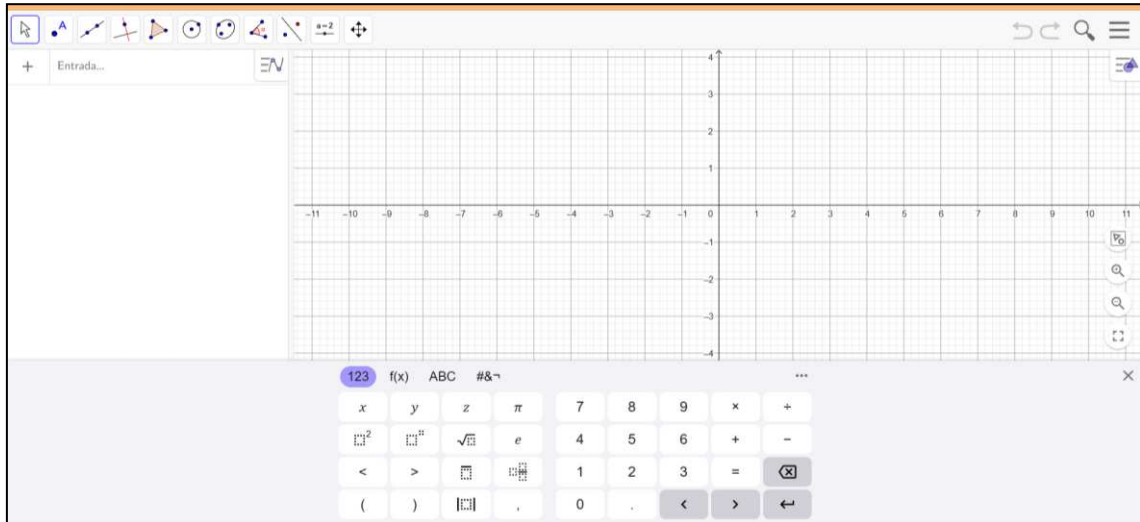 A
a=2
+ Entrada...
4
3
2
1
-11 -10 -9 -8 -7 -6 -5 -4 -3 -2 -1 0 1 2 3 4 5 6 7 8 9 10 11
-1
-2
-3
-4
123 f(x) ABC #&¬ ...
x y z π 7 8 9 × ÷
2 √ e 4 5 6 + −
< > 1 2 3 =
( ) | | , 0 . < >